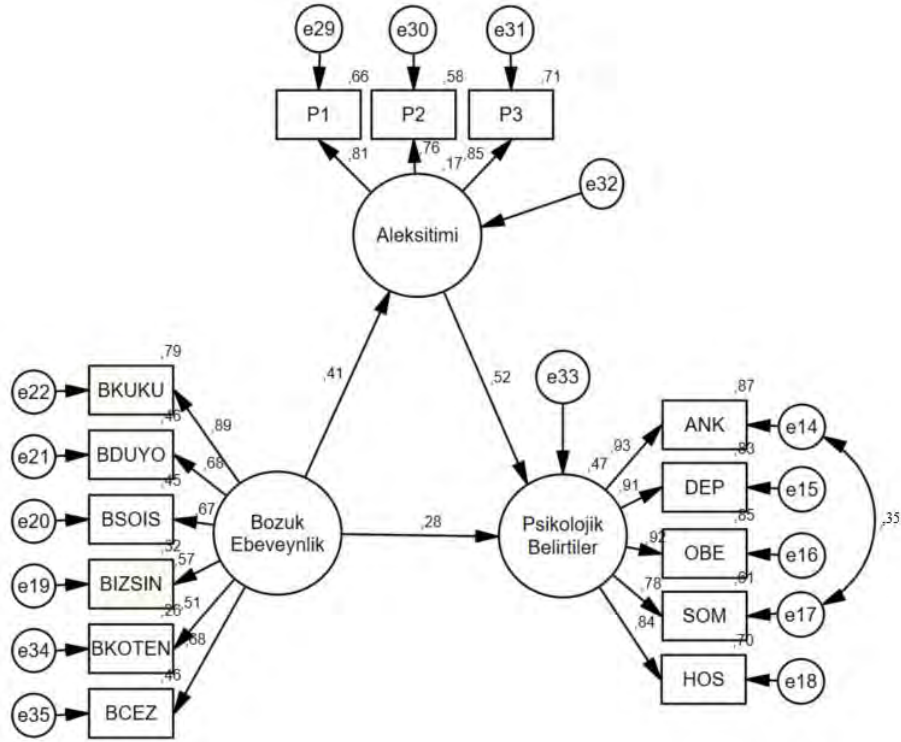 e29
e30
e31
,66
,58
,71
P1
P2
P3
,81
,76
,17
,85
e32
Aleksitimi
,41
,52
,79
e22
BKUKU
,89
,46
e21
BDUYO
,68
,45
e20
BSOIS
,67
,32
e19
BIZSIN
,57
,26
e34
BKOTEN
,51
,46
e35
BCEZ
,68
Bozuk
Ebeveynlik
,28
e33
,47
Psikolojik
Belirtiler
,87
,93
ANK
e14
,83
,91
DEP
e15
,85
,92
OBE
e16
,61
,78
SOM
e17
,70
,84
HOS
e18
,35